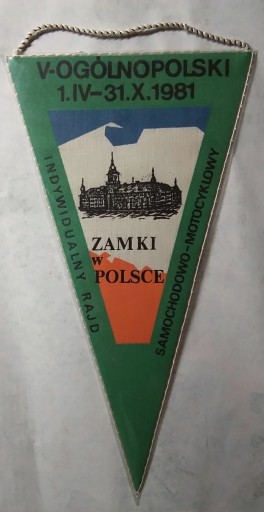 V-OGÓLNOPOLSKI
1.IV-31.X.1981
INDYWIDUALNY RAJD
SAMOCHODOWO-MOTOCYKLOWY
ZAMKI
W
POLSCE